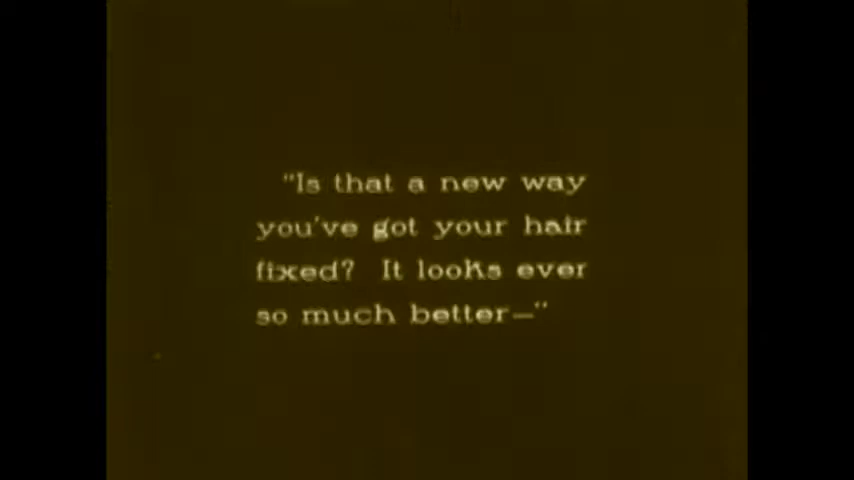 "Is that a new way
you've got your hair
fixed? It looks ever
so much better—"